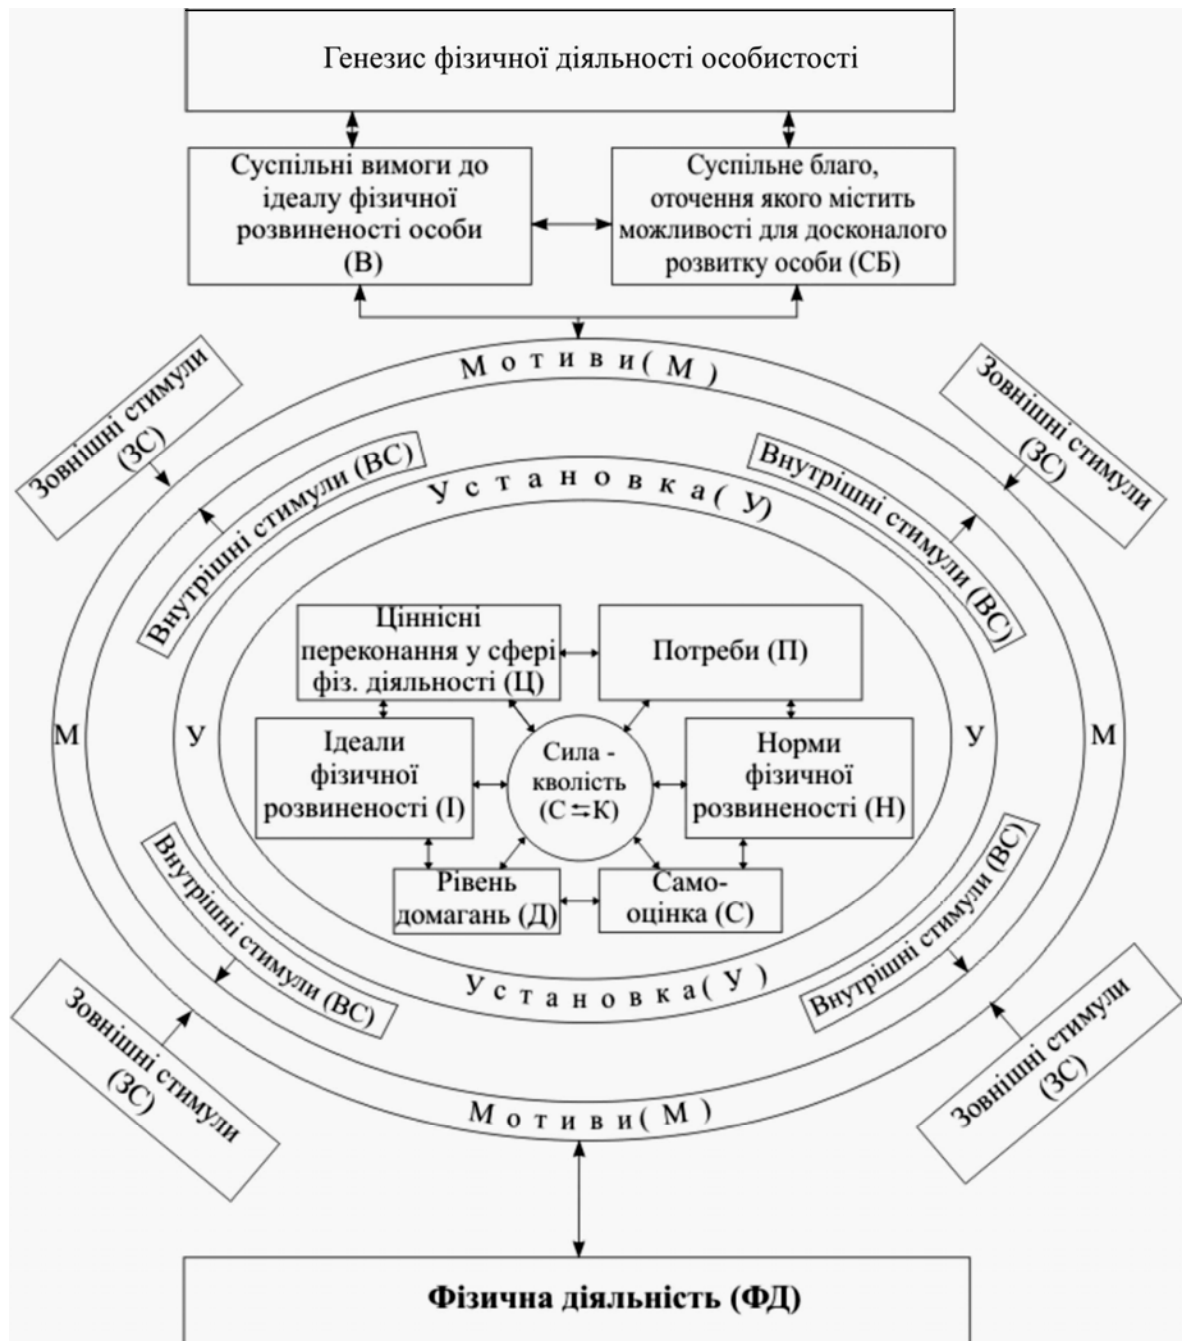 Генезис фізичної діяльності особистості
Суспільні вимоги до
ідеалу фізичної
розвиненості особи
(В)
Суспільне благо,
оточення якого містить
можливості для досконалого
розвитку особи (СБ)
Мотиви(М)
Зовнішні стимули
(ЗС)
Зовнішні стимули
(ЗС)
Внутрішні стимули (ВС)
Внутрішні стимули (ВС)
Установка(У)
Ціннісні
переконання у сфері
фіз. діяльності (Ц)
Потреби (П)
М
У
Ідеали
фізичної
розвиненості (І)
Сила -
кволість
(С⇆К)
Норми
фізичної
розвиненості (Н)
У
М
Рівень
домагань (Д)
Само-
оцінка (С)
Внутрішні стимули (ВС)
Внутрішні стимули (ВС)
Установка(У)
Зовнішні стимули
(ЗС)
Зовнішні стимули
(ЗС)
Мотиви(М)
Фізична діяльність (ФД)